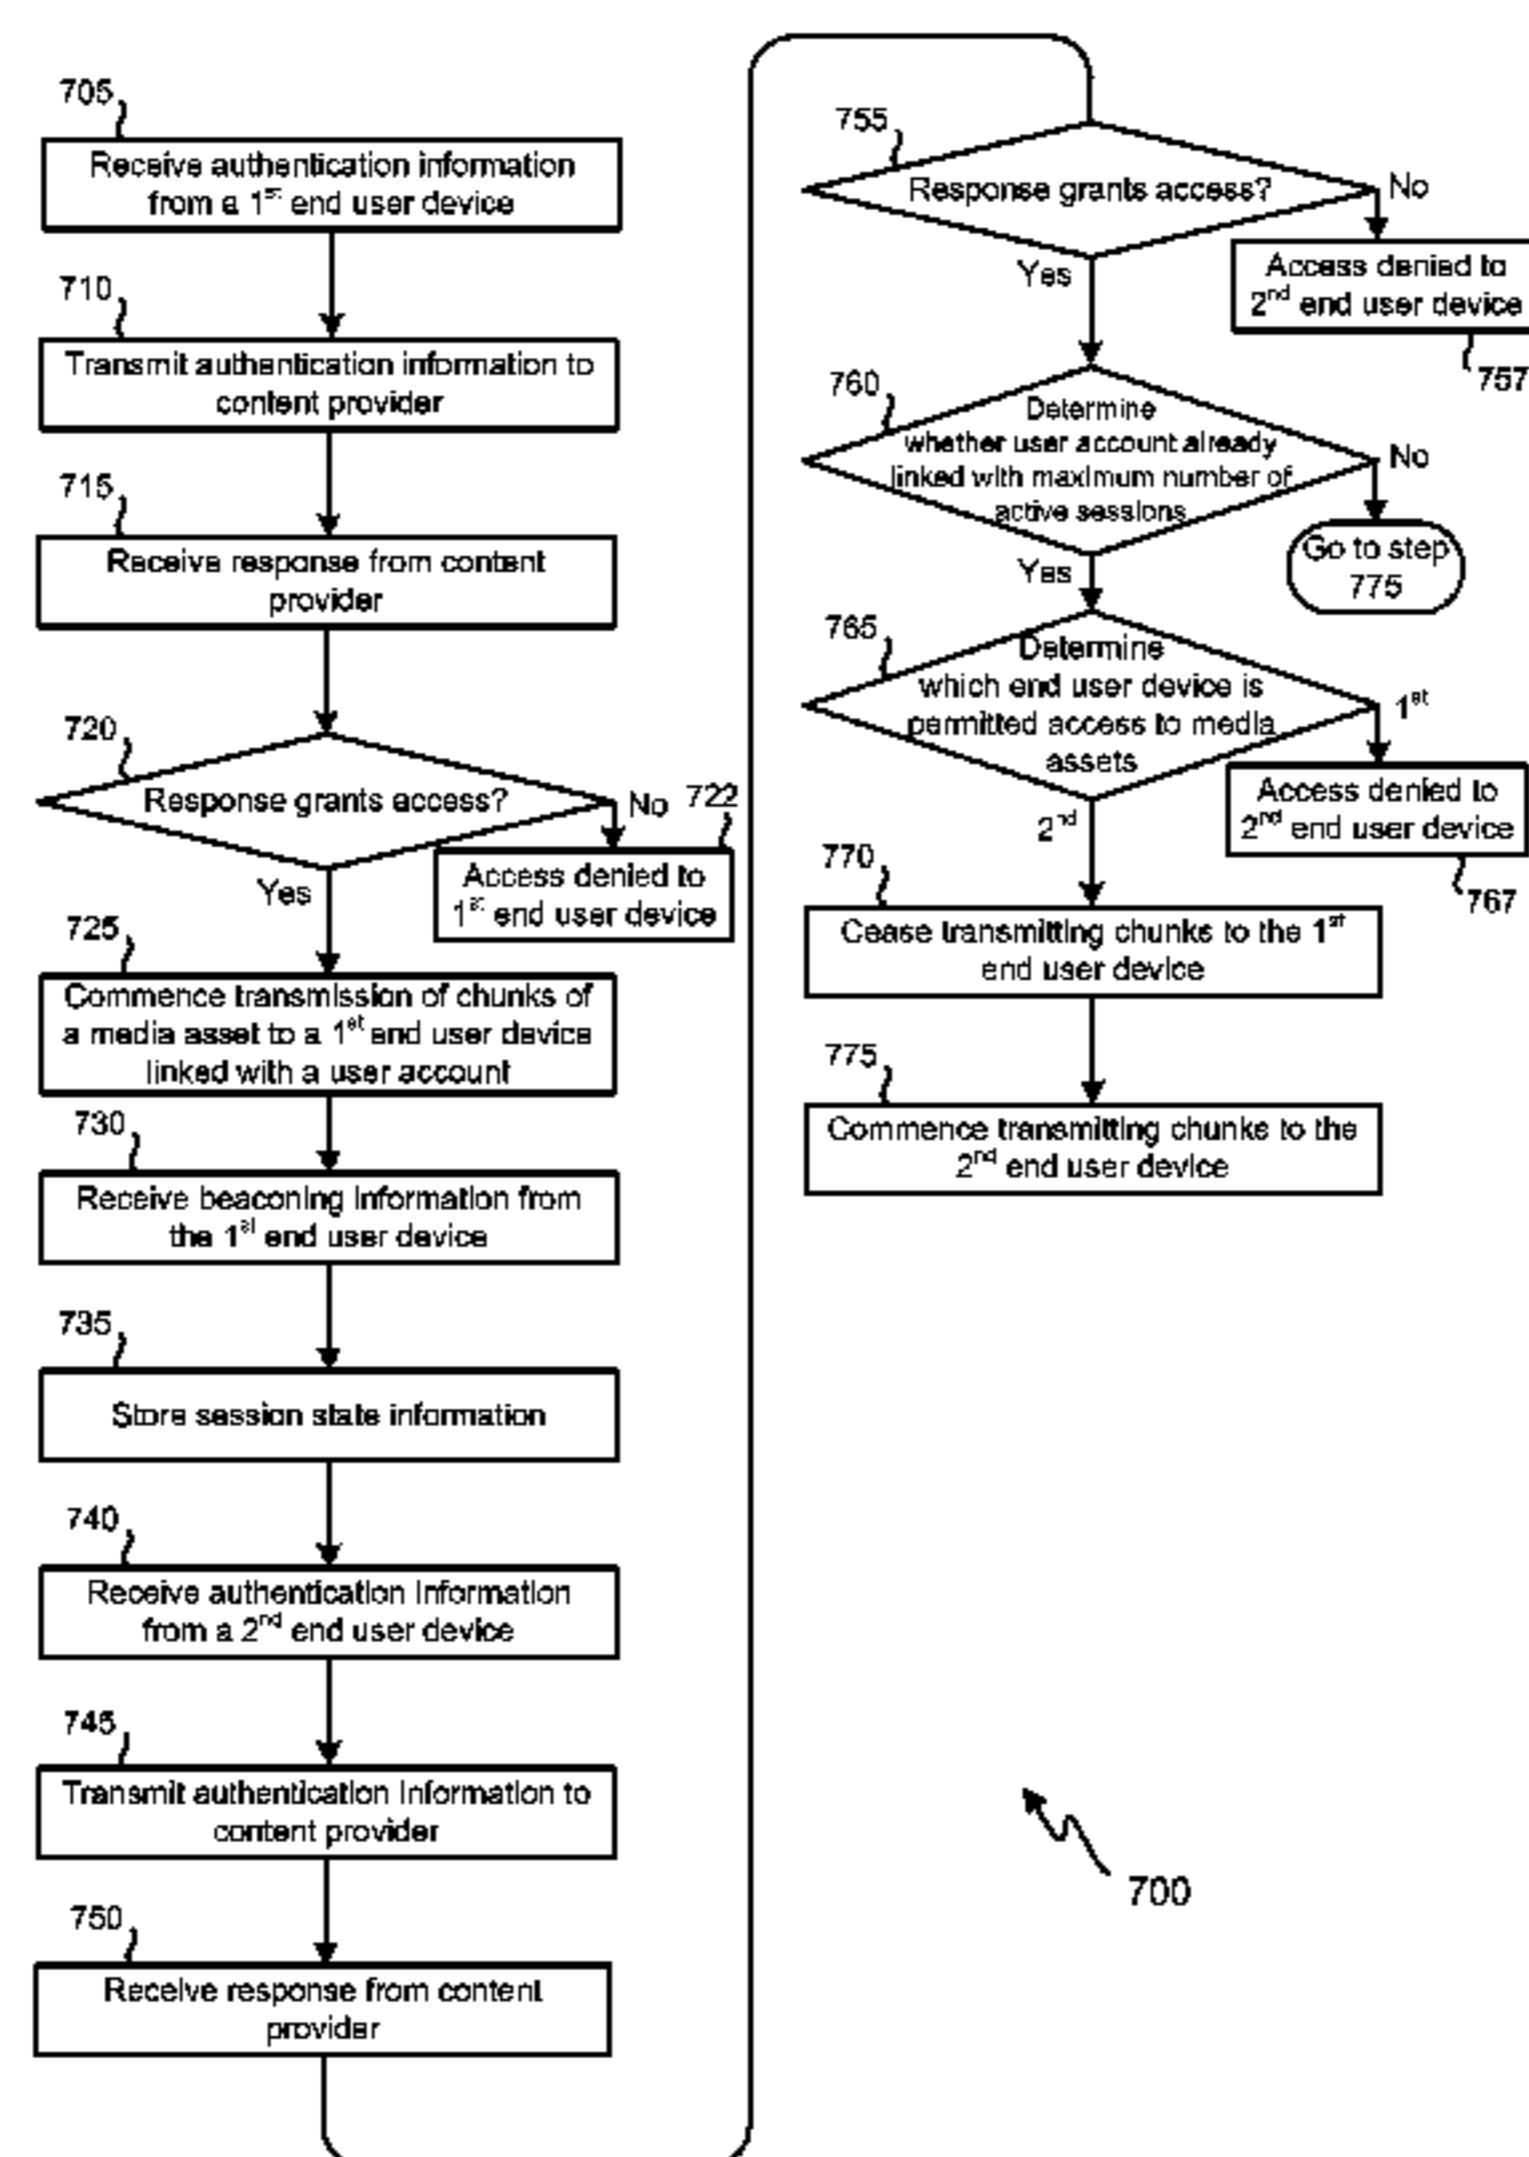 705
Receive authentication information
from a 1st end user device
710
Transmit authentication information to
content provider
715
Receive response from content
provider
720
Response grants access?
No
722
Access denied to
1st end user device
Yes
725
Commence transmission of chunks of
a media asset to a 1st end user device
linked with a user account
730
Receive beaconing information from
the 1st end user device
735
Store session state information
740
Receive authentication information
from a 2nd end user device
745
Transmit authentication information to
content provider
750
Receive response from content
provider
755
Response grants access?
No
Access denied to
2nd end user device
757
Yes
760
Determine
whether user account already
linked with maximum number of
active sessions
No
Go to step
775
Yes
765
Determine
which end user device is
permitted access to media
assets
1st
Access denied to
2nd end user device
767
2nd
770
Cease transmitting chunks to the 1st
end user device
775
Commence transmitting chunks to the
2nd end user device
700